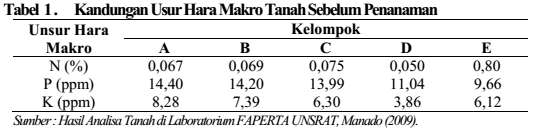 Tabel 1. Kandungan Usur Hara Makro Tanah Sebelum Penanaman
Unsur Hara Makro Kelompok
A B C D E
N (%) 0,067 0,069 0,075 0,050 0,80
P (ppm) 14,40 14,20 13,99 11,04 9,66
K (ppm) 8,28 7,39 6,30 3,86 6,12
Sumber : Hasil Analisa Tanah di Laboratorium FAPERTA UNSRAT, Manado (2009).